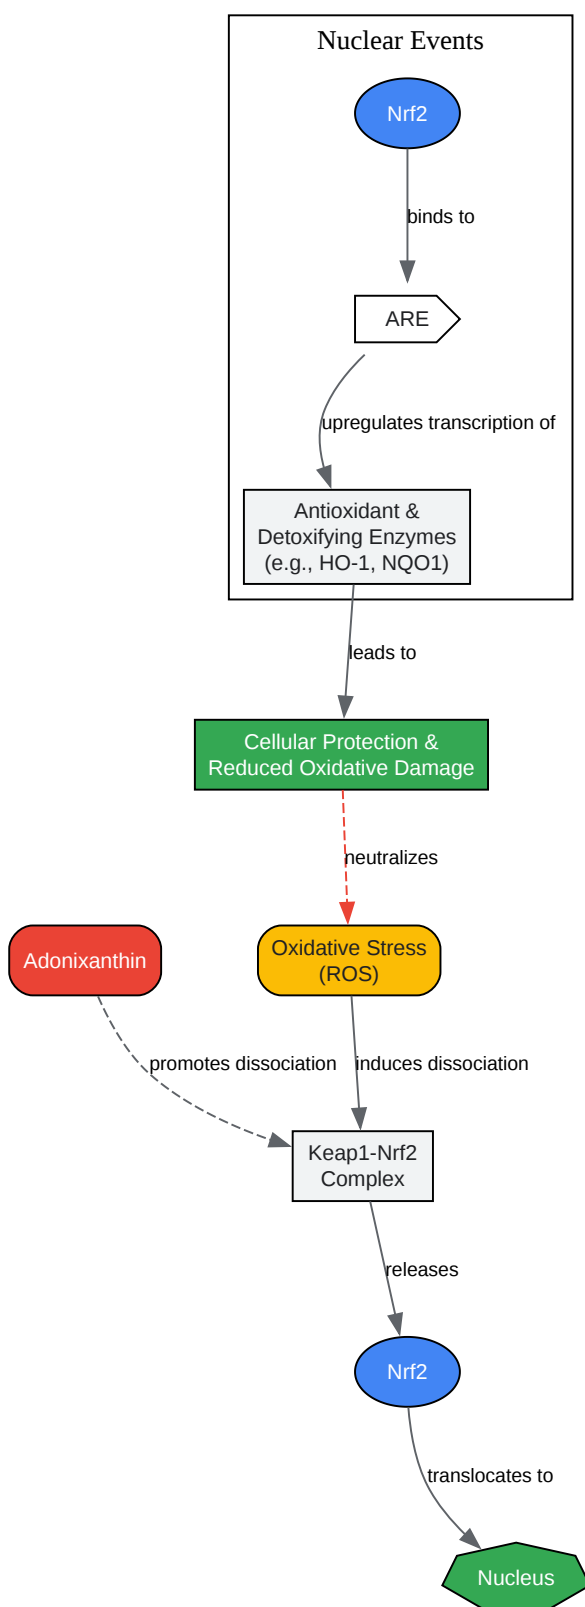 Nuclear Events
Nrf2
binds to
ARE
upregulates transcription of
Antioxidant &
Detoxifying Enzymes
(e.g., HO-1, NQO1)
leads to
Cellular Protection &
Reduced Oxidative Damage
neutralizes
Adonixanthin
Oxidative Stress
(ROS)
promotes dissociation
induces dissociation
Keap1-Nrf2
Complex
releases
Nrf2
translocates to
Nucleus